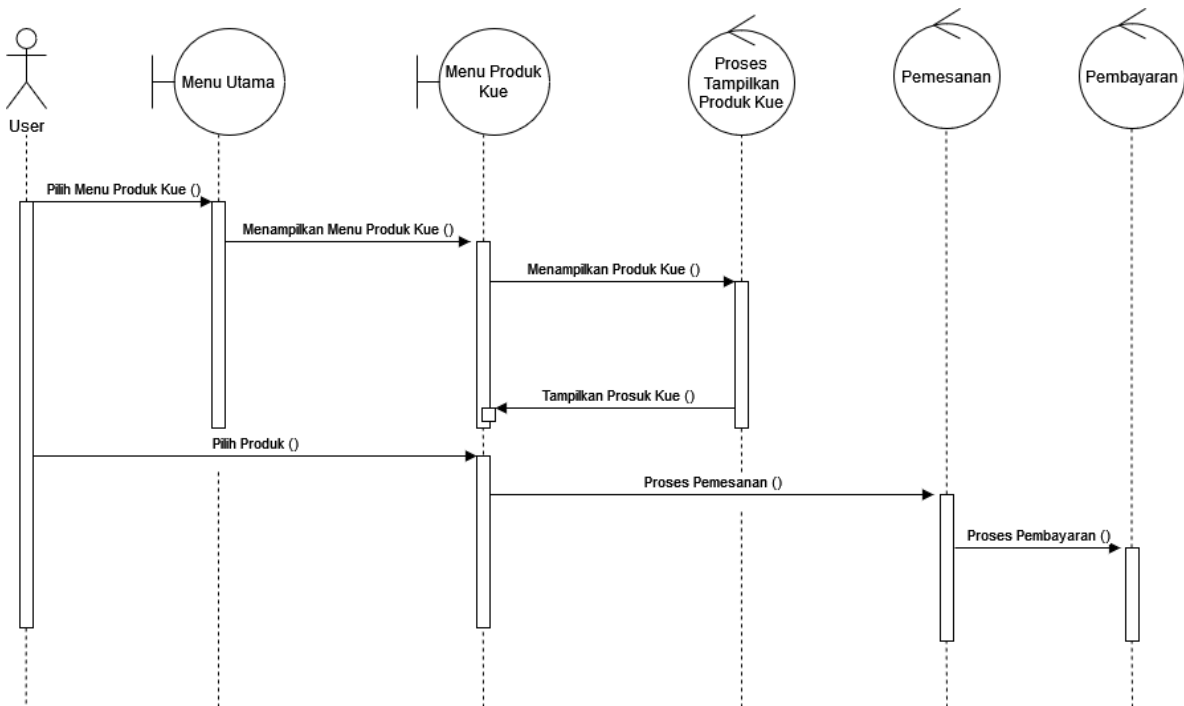 User
Menu Utama
Menu Produk
Kue
Proses
Tampilkan
Produk Kue
Pemesanan
Pembayaran
Pilih Menu Produk Kue ()
Menampilkan Menu Produk Kue ()
Menampilkan Produk Kue ()
Tampilkan Prosuk Kue ()
Pilih Produk ()
Proses Pemesanan ()
Proses Pembayaran ()